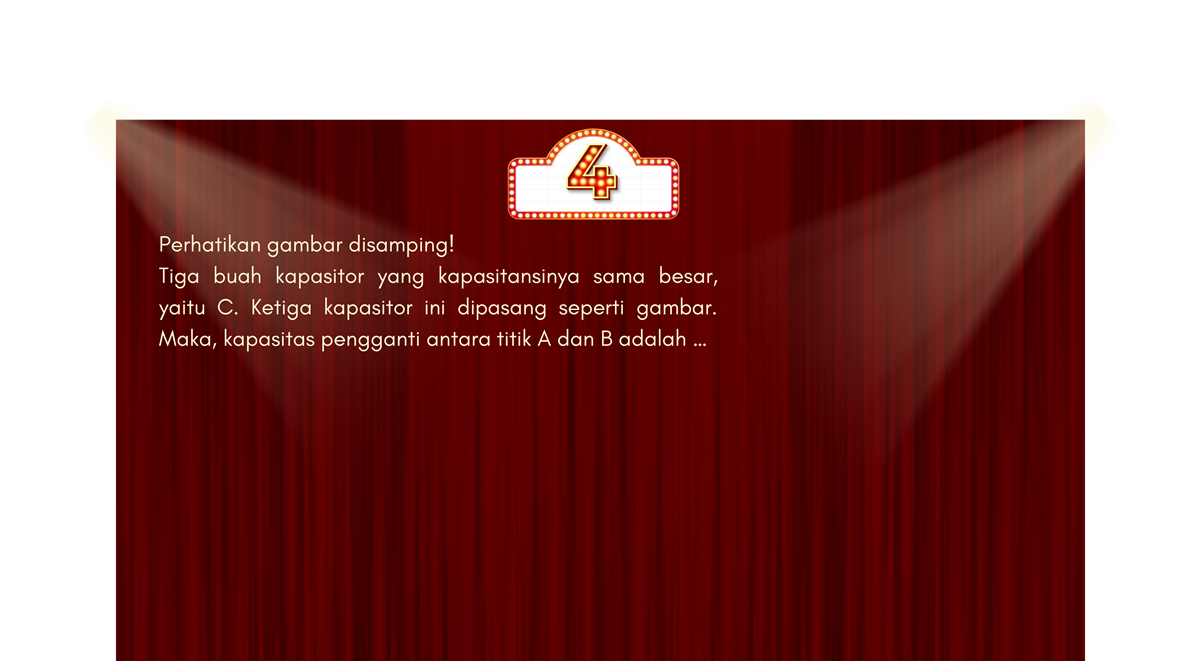 4
Perhatikan gambar disamping!
Tiga buah kapasitor yang kapasitansinya sama besar,
yaitu C. Ketiga kapasitor ini dipasang seperti gambar.
Maka, kapasitas pengganti antara titik A dan B adalah ...